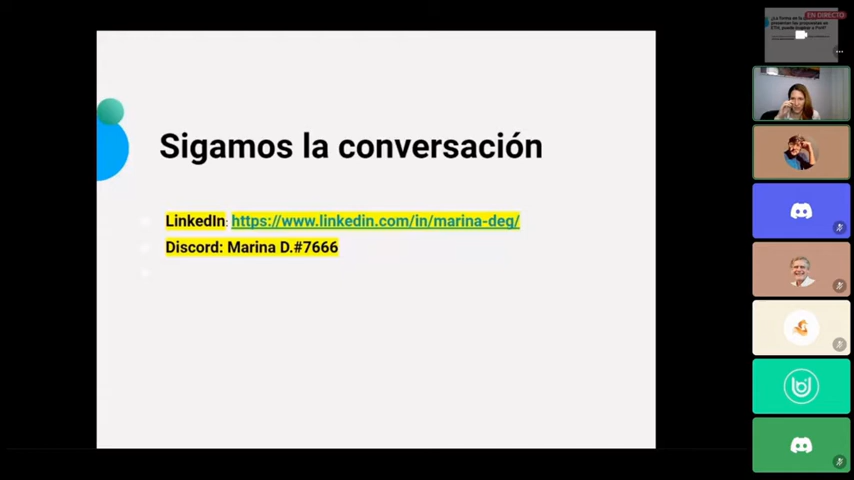 EN DIRECTO
Sigamos la conversación
LinkedIn: https://www.linkedin.com/in/marina-deg/
Discord: Marina D.#7666